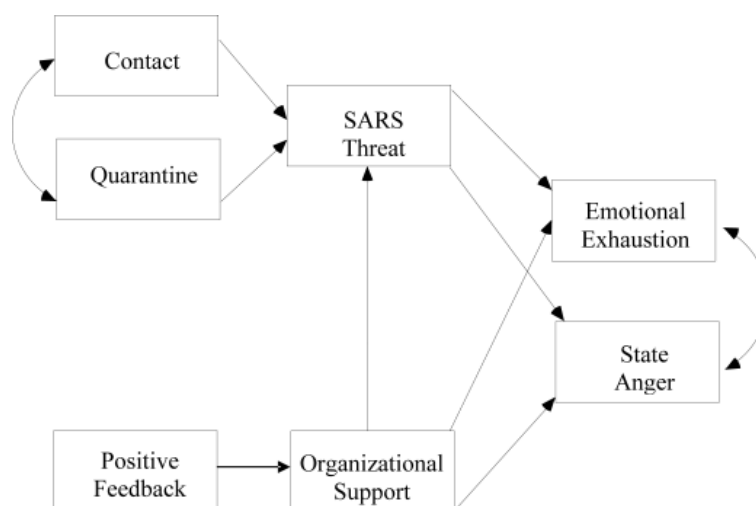 Contact
SARS
Threat
Quarantine
Emotional
Exhaustion
State
Anger
Positive
Feedback
Organizational
Support